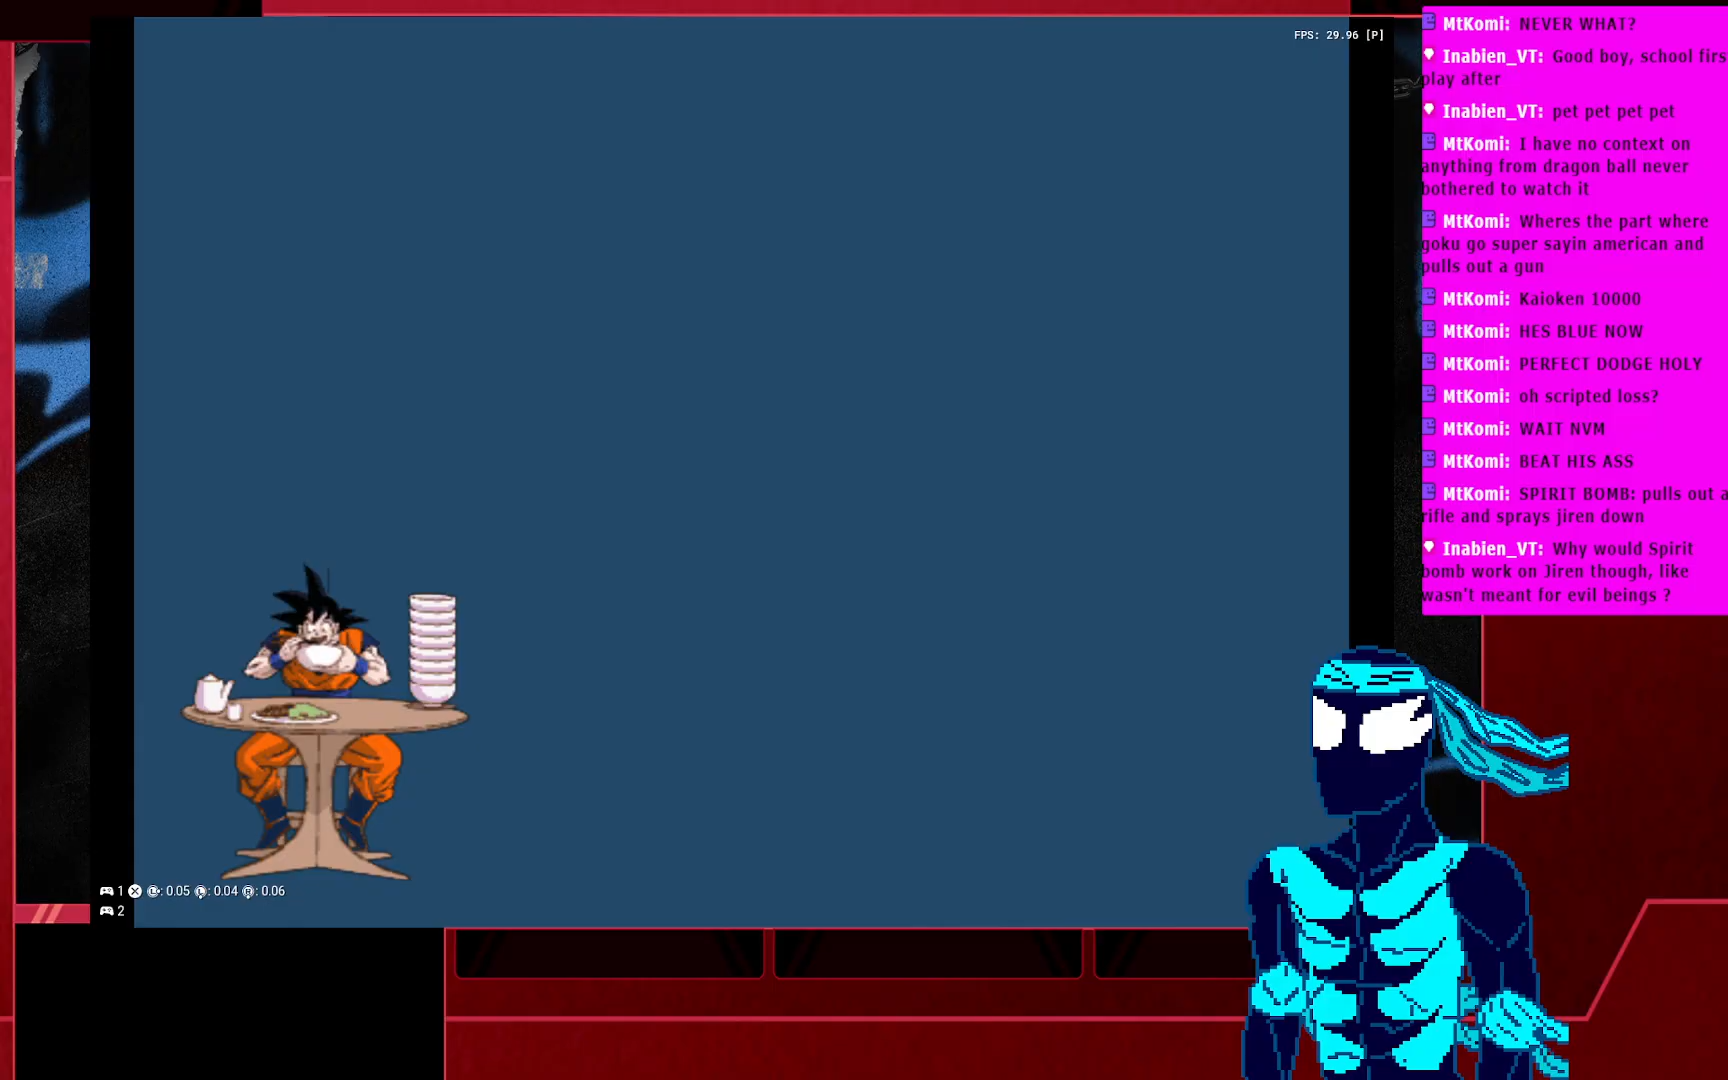 FPS: 29.96 [P]
MtKomi: NEVER WHAT?
Inabien_VT: Good boy, school firs
play after
Inabien_VT: pet pet pet pet
MtKomi: I have no context on
anything from dragon ball never
bothered to watch it
MtKomi: Wheres the part where
goku go super sayin american and
pulls out a gun
MtKomi: Kaioken 10000
MtKomi: HES BLUE NOW
MtKomi: PERFECT DODGE HOLY
MtKomi: oh scripted loss?
MtKomi: WAIT NVM
MtKomi: BEAT HIS ASS
MtKomi: SPIRIT BOMB: pulls out a
rifle and sprays jiren down
Inabien_VT: Why would Spirit
bomb work on Jiren though, like
wasn't meant for evil beings ?
1 : 0.05 : 0.04 : 0.06
2